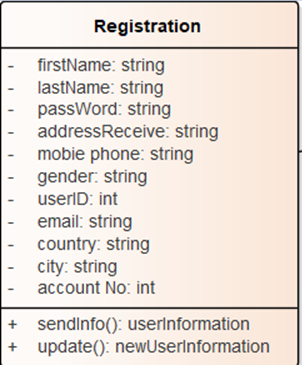 Registration
- firstName: string
- lastName: string
- passWord: string
- addressReceive: string
- mobie phone: string
- gender: string
- userID: int
- email: string
- country: string
- city: string
- account No: int
+ sendInfo(): userInformation
+ update(): newUserInformation